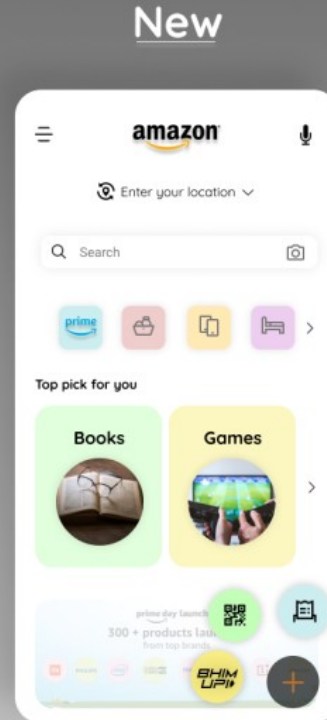 New
amazon
Enter your location
Search
prime
Top pick for you
Books
Games
prime day launch
300 + products lau
from top brands
BHIM
UPI